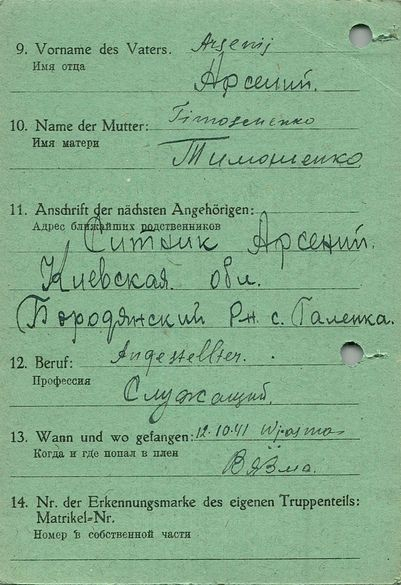 9. Vorname des Vaters. Arsenij
Имя отца
Арсений.
10. Name der Mutter: Timoschenko
Имя матери
Тимошенко
11. Anschrift der nächsten Angehörigen:
Адрес ближайших родственников
Ситник Арсений.
Киевская обл.
Бородянский Рн. с. Галенка.
12. Beruf: Angestellter.
Профессия
Служащий.
13. Wann und wo gefangen: 12.10.41 Wjasma
Когда и где попал в плен
Вязма.
14. Nr. der Erkennungsmarke des eigenen Truppenteils:
Matrikel-Nr.
Номер в собственной части